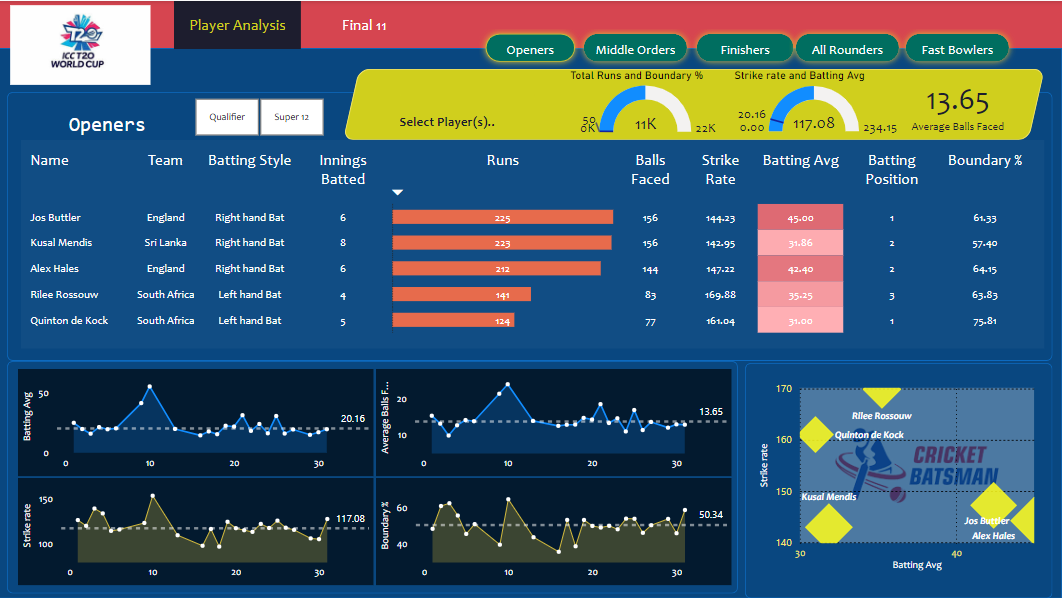 T20
ICC T20
WORLD CUP
Player Analysis
Final 11
Openers
Middle Orders
Finishers
All Rounders
Fast Bowlers
Openers
Qualifier
Super 12
Select Player(s)..
Total Runs and Boundary %
0K
11K
22K
Strike rate and Batting Avg
20.16
0.00
117.08
234.15
13.65
Average Balls Faced
Name Team Batting Style Innings Batted Runs Balls Faced Strike Rate Batting Avg Batting Position Boundary %
Jos Buttler England Right hand Bat 6 225 156 144.23 45.00 1 61.33
Kusal Mendis Sri Lanka Right hand Bat 8 223 156 142.95 31.86 2 57.40
Alex Hales England Right hand Bat 6 212 144 147.22 42.40 2 64.15
Rilee Rossouw South Africa Left hand Bat 4 141 83 169.88 35.25 3 63.83
Quinton de Kock South Africa Left hand Bat 5 124 77 161.04 31.00 1 75.81
Batting Avg
50
0
20.16
0 10 20 30
Average Balls F...
20
10
13.65
0 10 20 30
Strike rate
150
100
117.08
0 10 20 30
Boundary %
60
40
50.34
0 10 20 30
Strike rate
170
160
150
140
Rilee Rossouw
Quinton de Kock
CRICKET
BATSMAN
Kusal Mendis
Jos Buttler
Alex Hales
30 40
Batting Avg